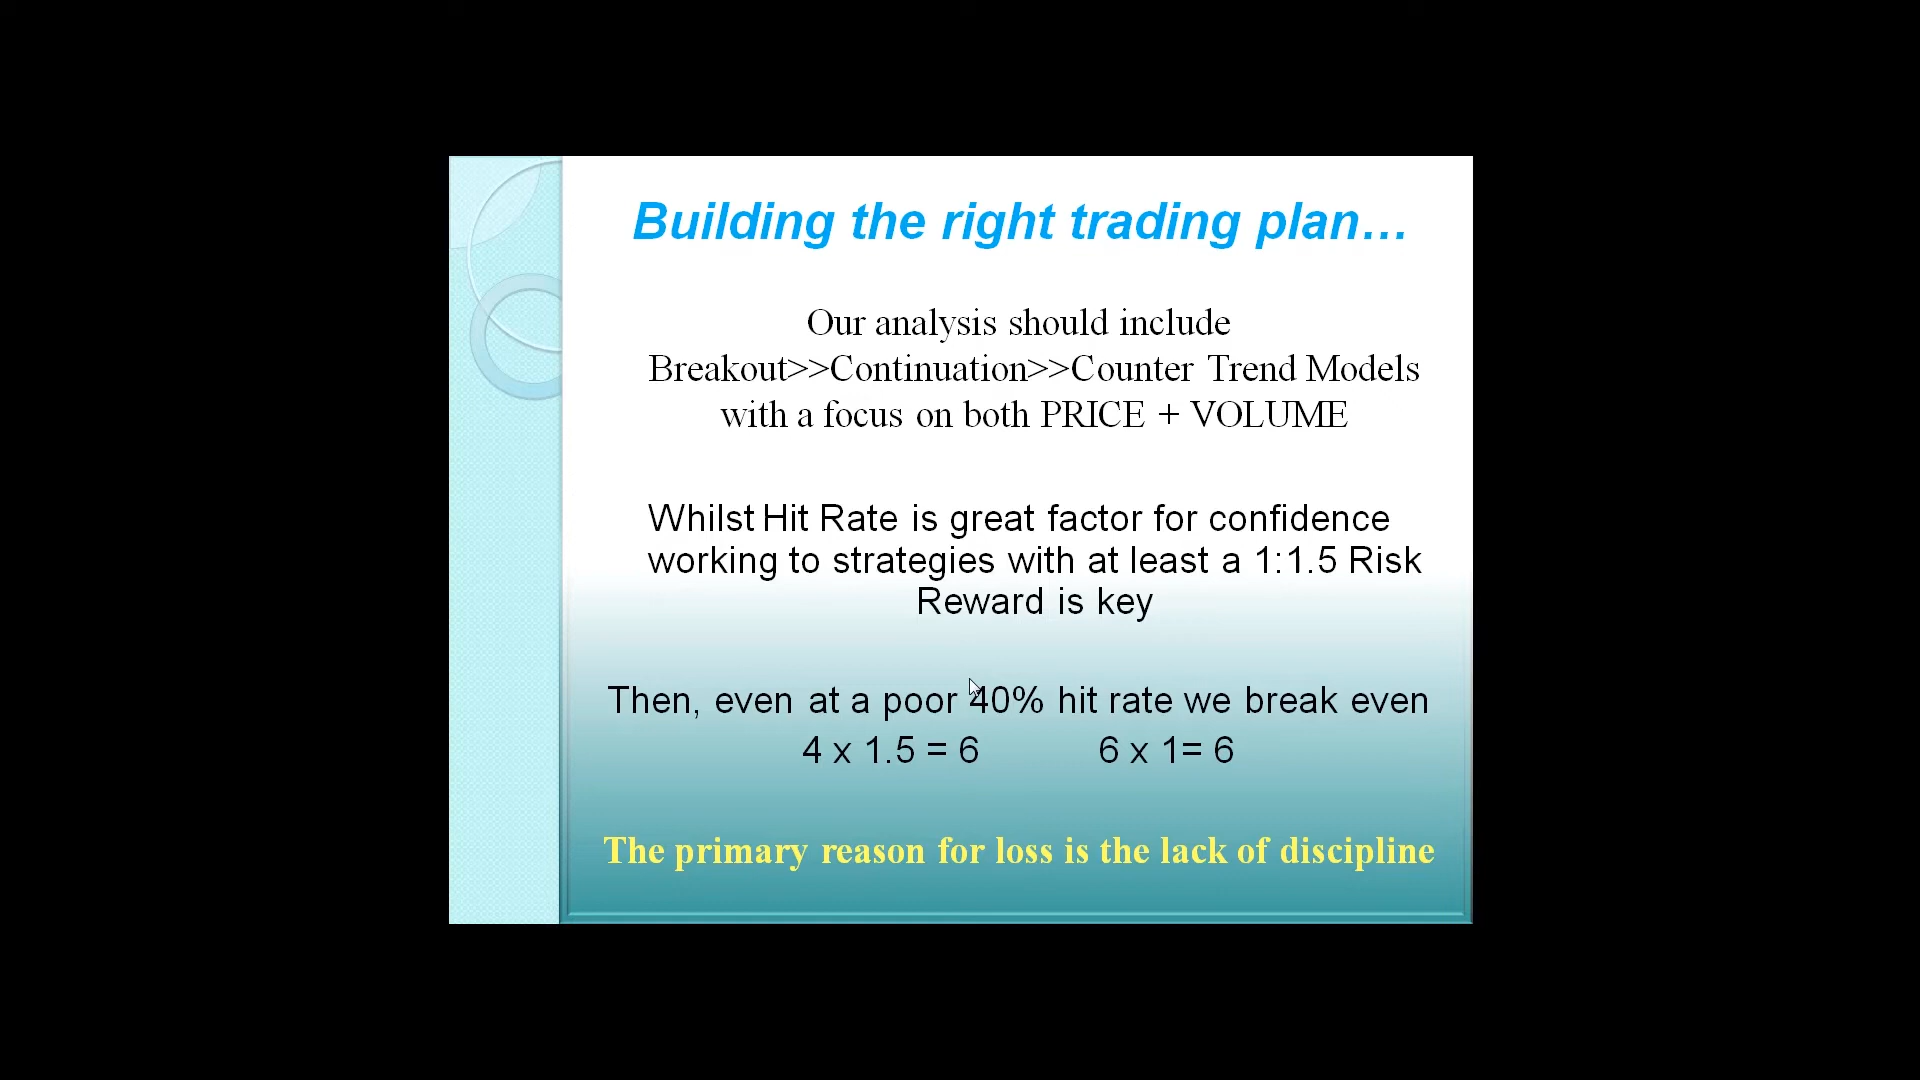 Building the right trading plan…
Our analysis should include
Breakout>>Continuation>>Counter Trend Models
with a focus on both PRICE + VOLUME
Whilst Hit Rate is great factor for confidence
working to strategies with at least a 1:1.5 Risk
Reward is key
Then, even at a poor 40% hit rate we break even
4 x 1.5 = 6 6 x 1= 6
The primary reason for loss is the lack of discipline